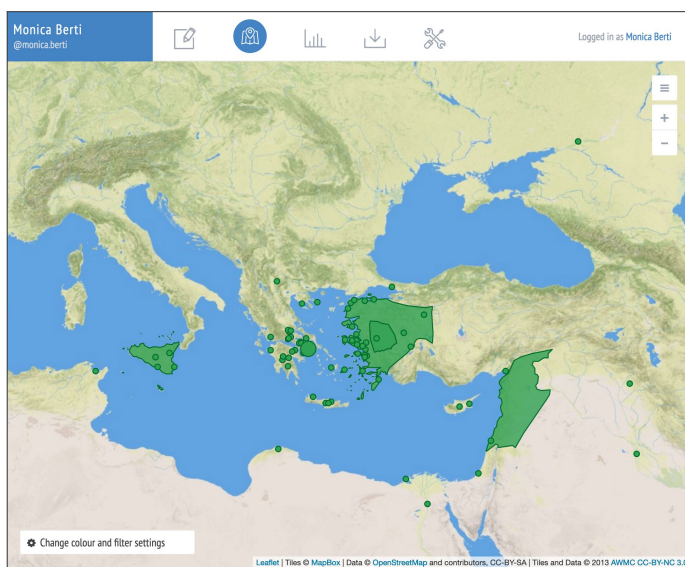 Monica Berti
@monica.berti
Logged in as Monica Berti
+
−
Change colour and filter settings
Leaflet | Tiles © MapBox | Data © OpenStreetMap and contributors, CC-BY-SA | Tiles and Data © 2013 AWMC CC-BY-NC 3.0